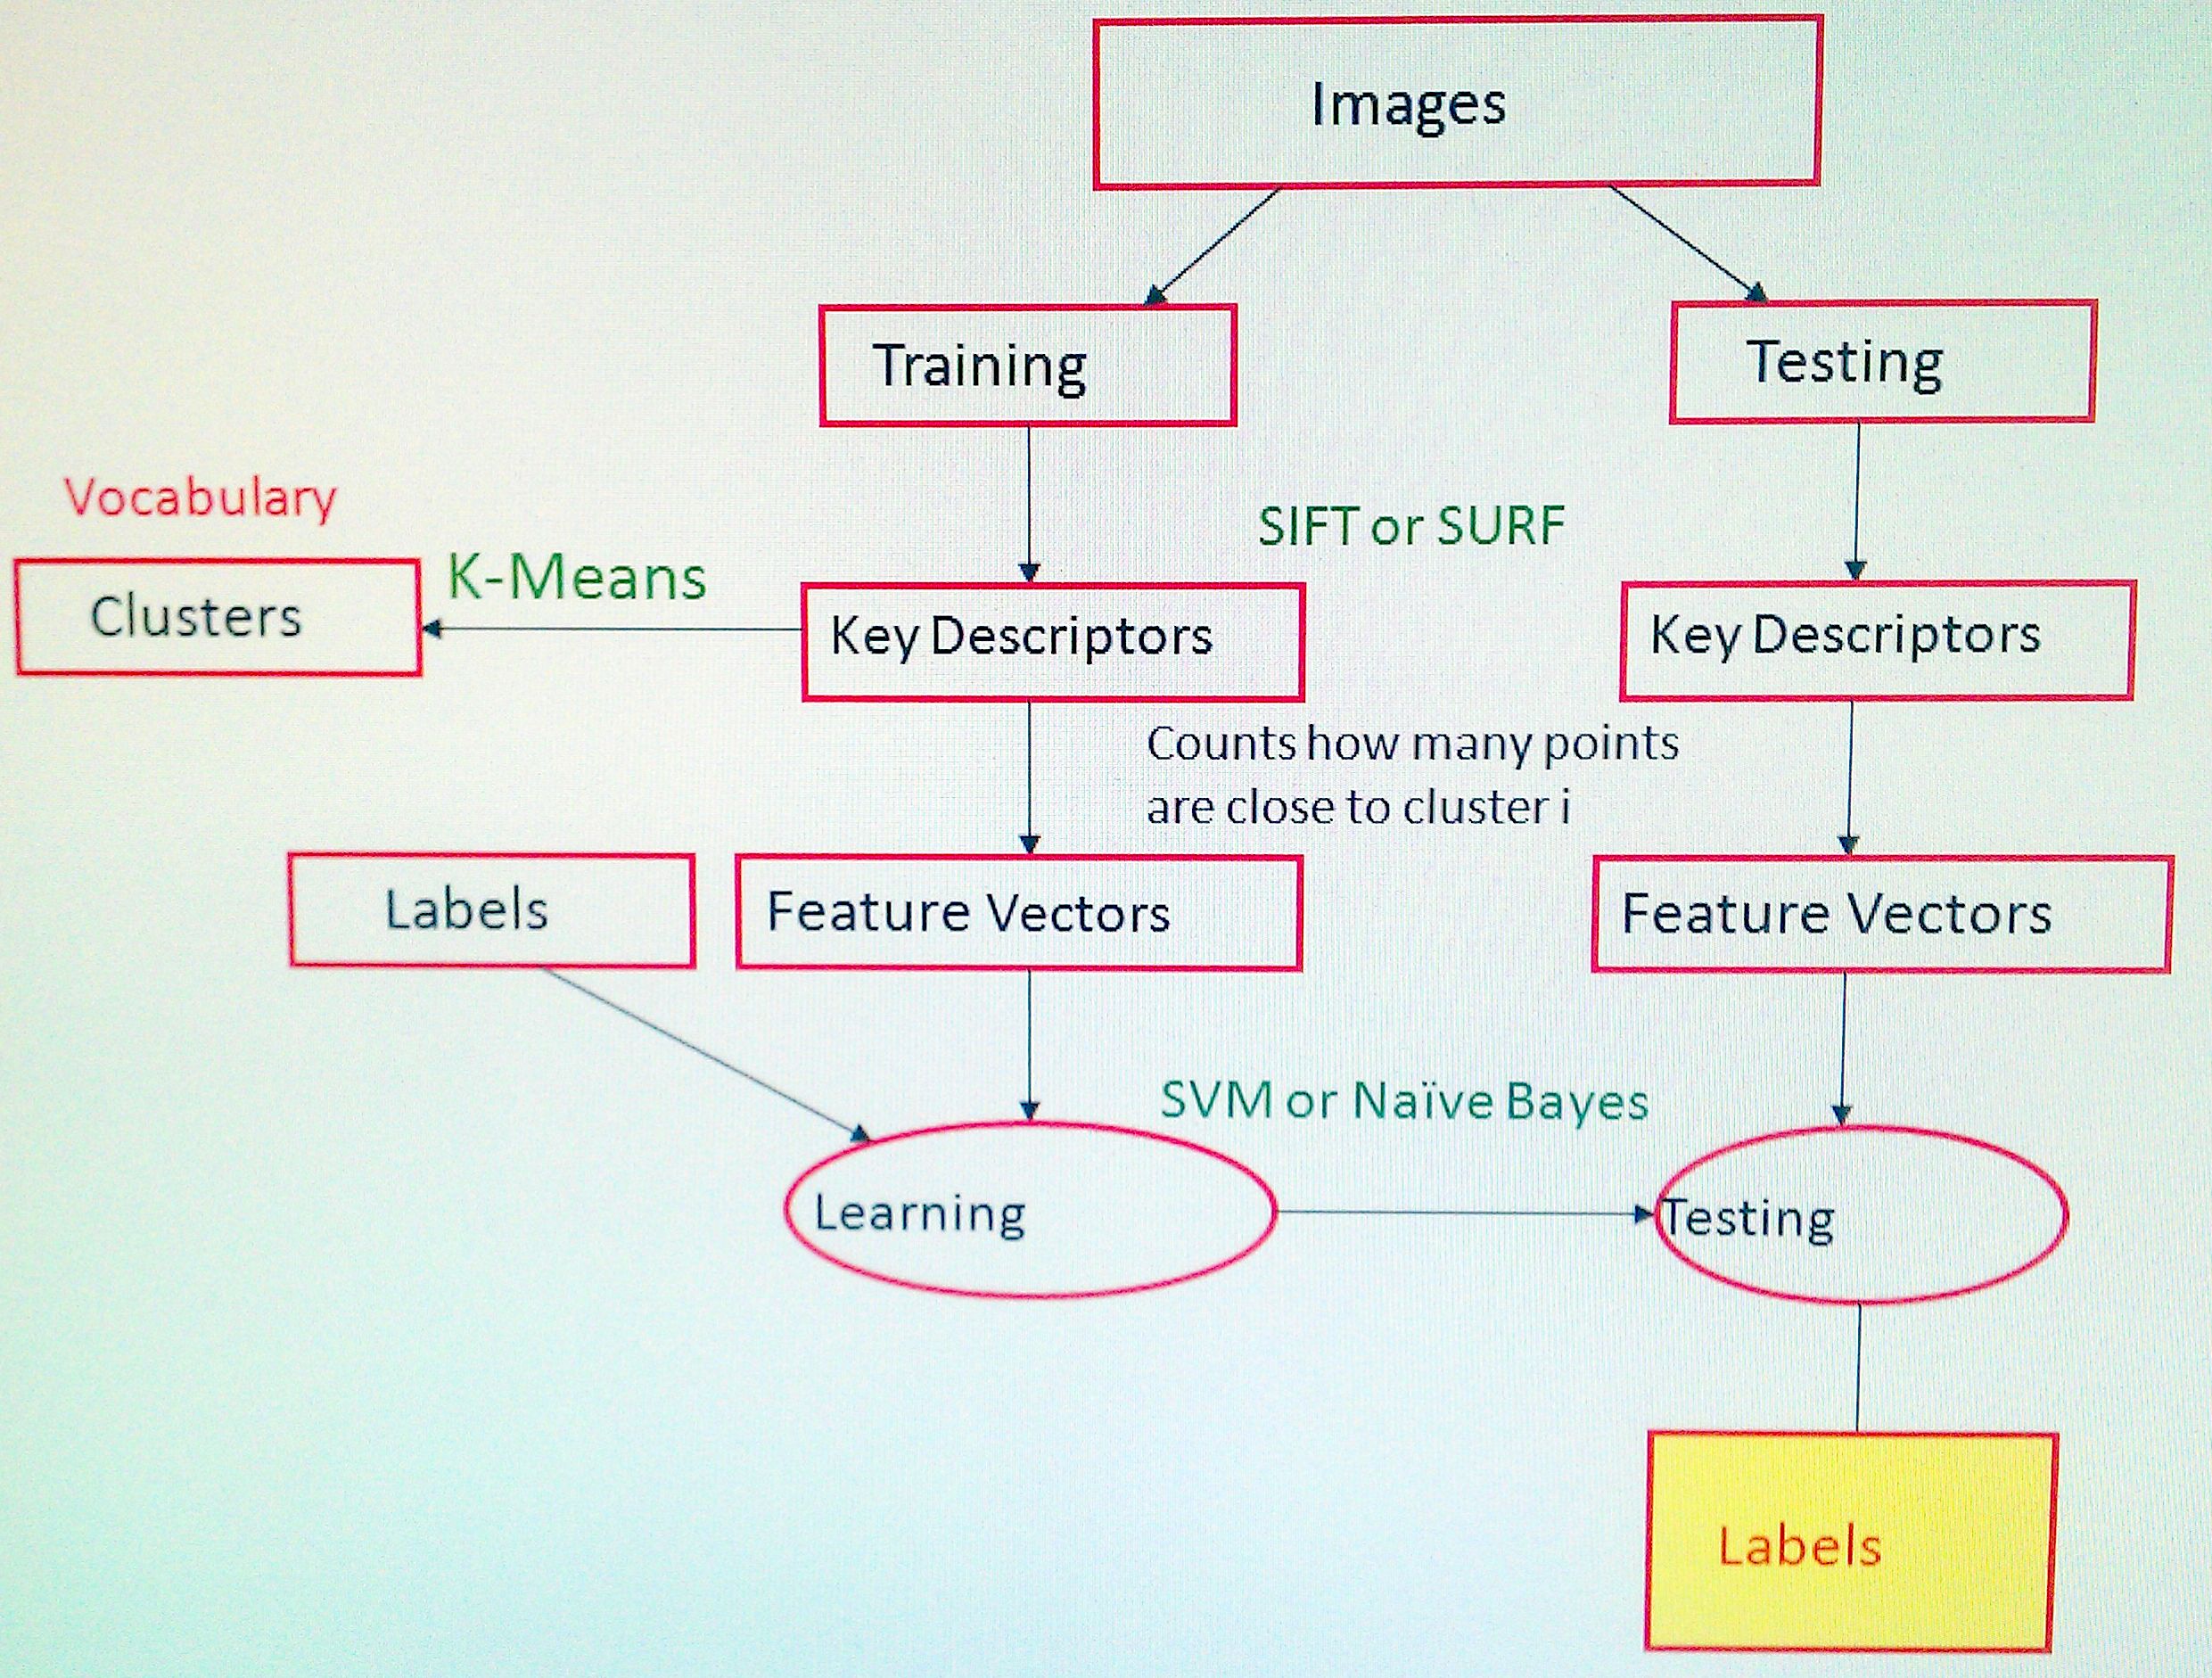 Images
Training
Testing
Vocabulary
SIFT or SURF
K-Means
Clusters
Key Descriptors
Key Descriptors
Counts how many points
are close to cluster i
Labels
Feature Vectors
Feature Vectors
SVM or Naïve Bayes
Learning
Testing
Labels